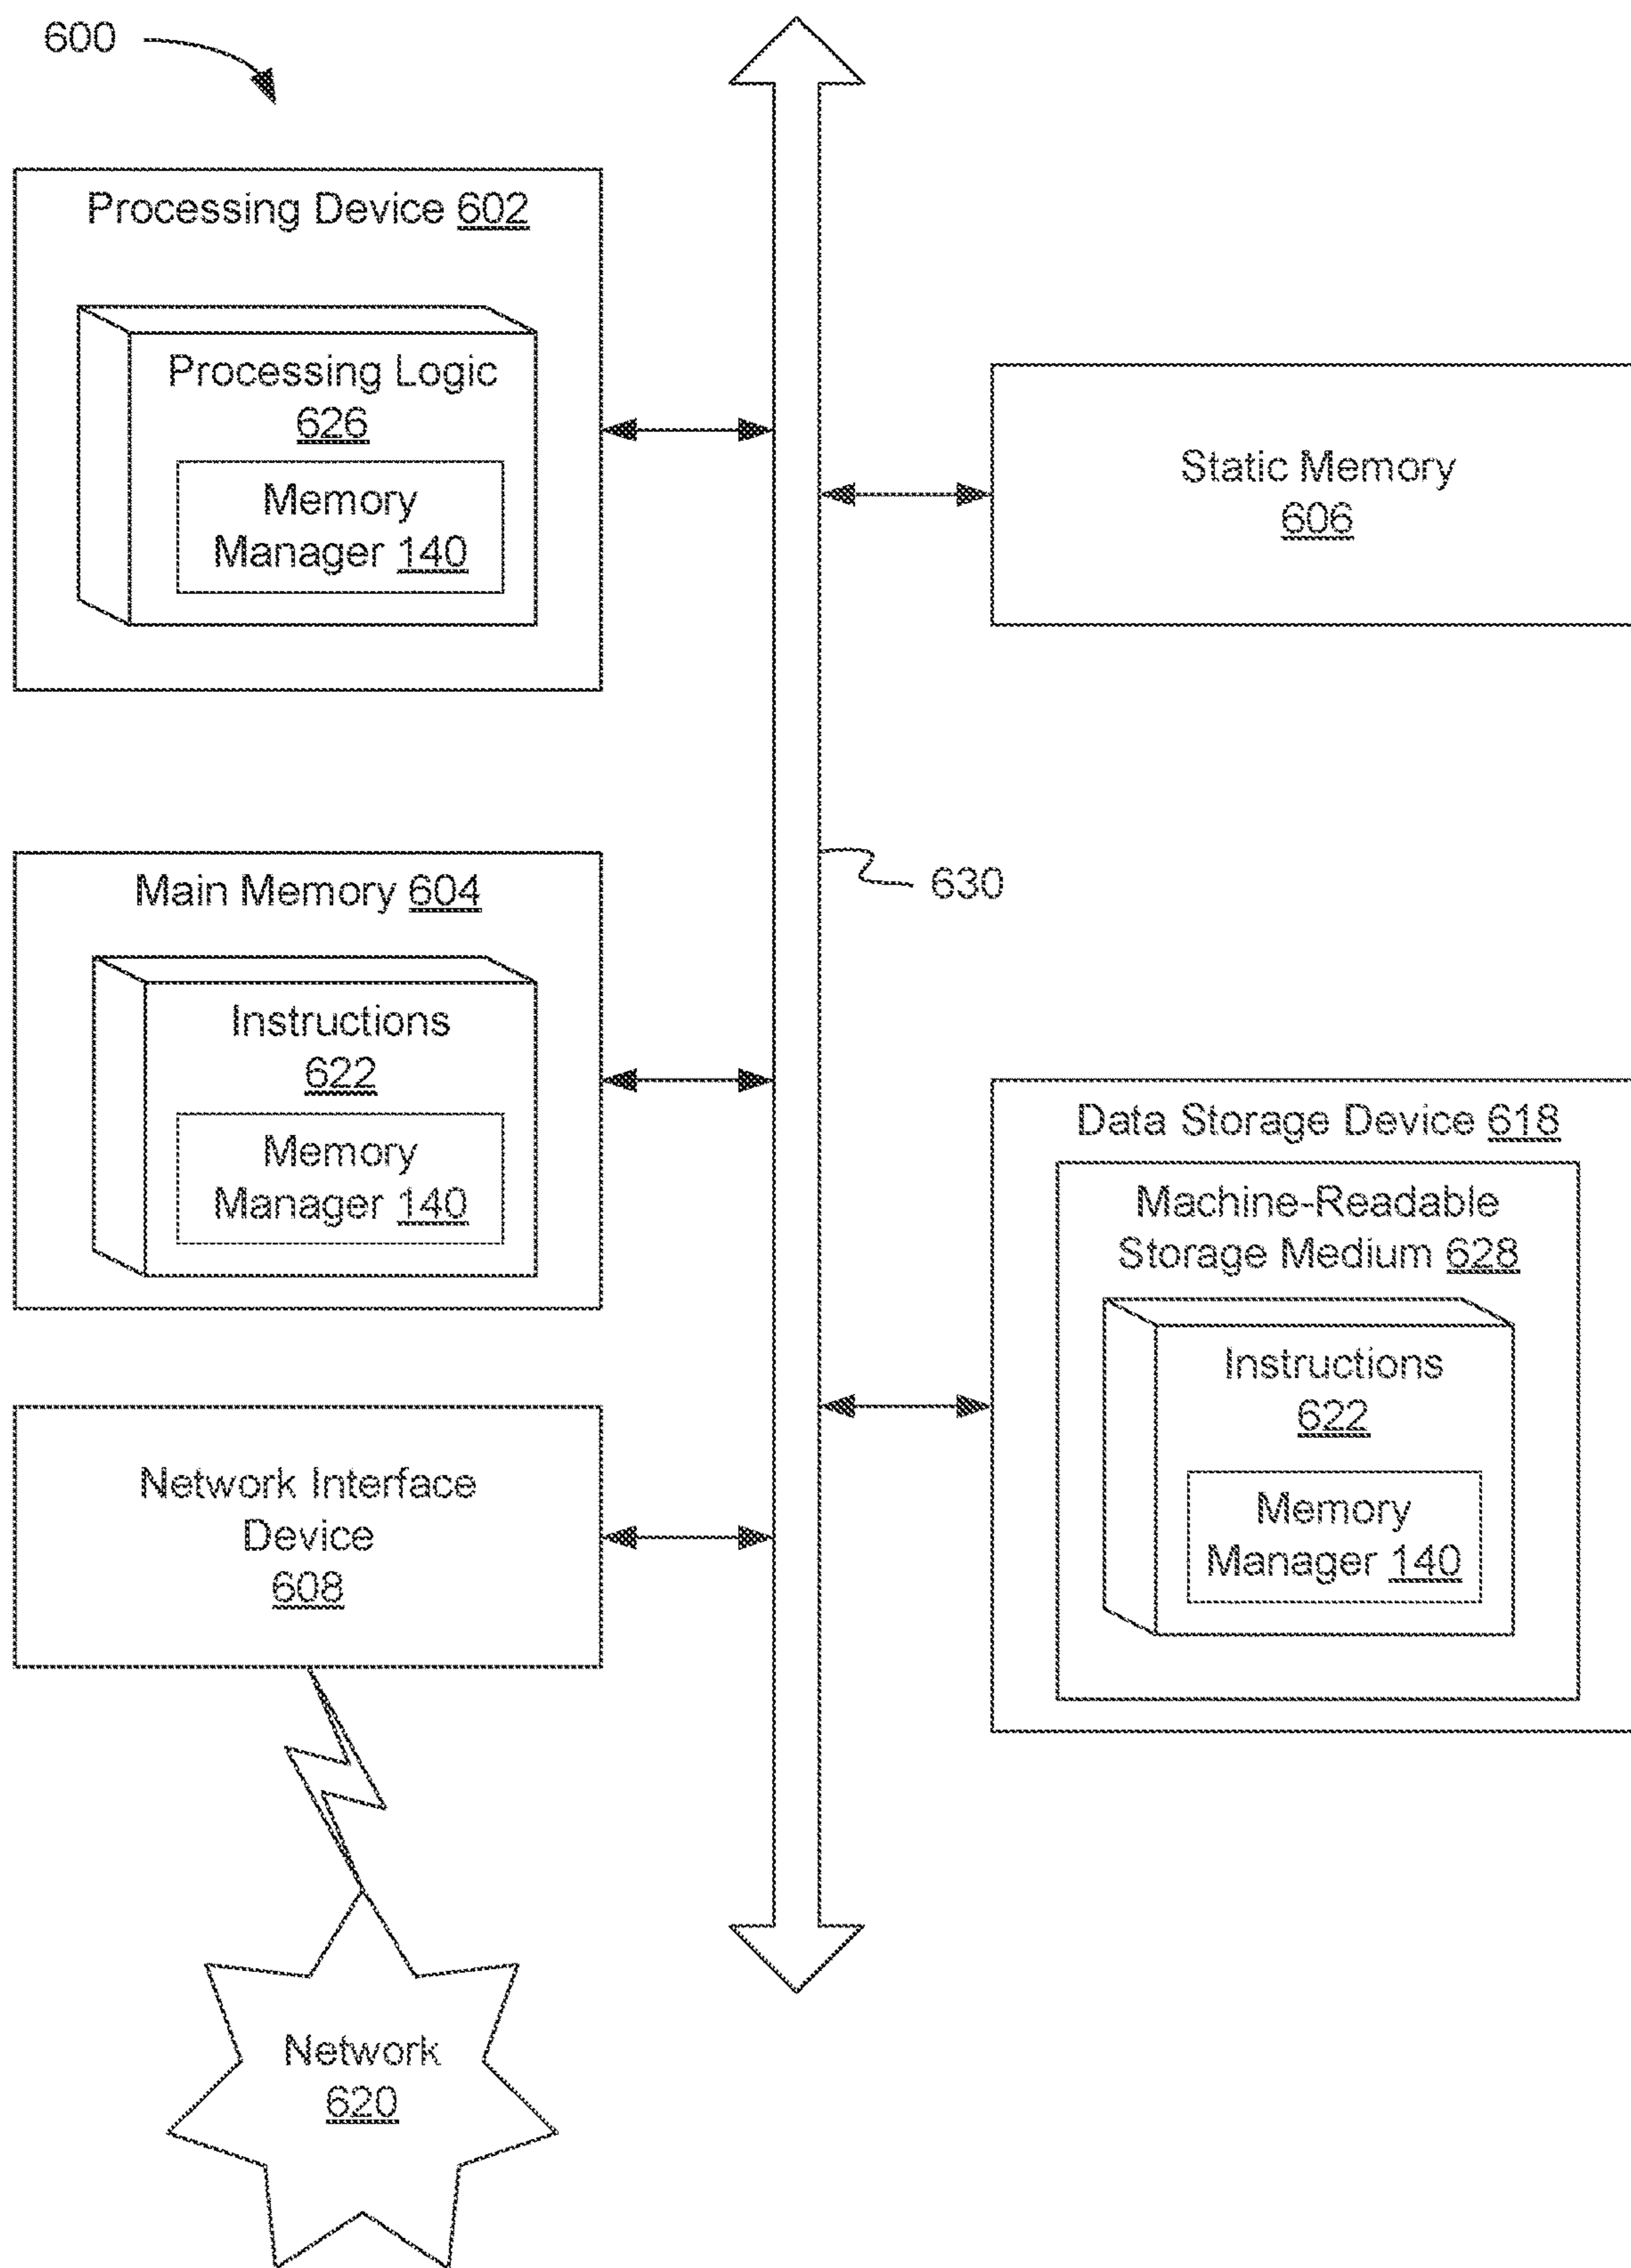 600
Processing Device 602
Processing Logic
626
Memory
Manager 140
Static Memory
606
Main Memory 604
630
Instructions
622
Memory
Manager 140
Data Storage Device 618
Machine-Readable
Storage Medium 628
Instructions
622
Memory
Manager 140
Network Interface
Device
608
Network
620